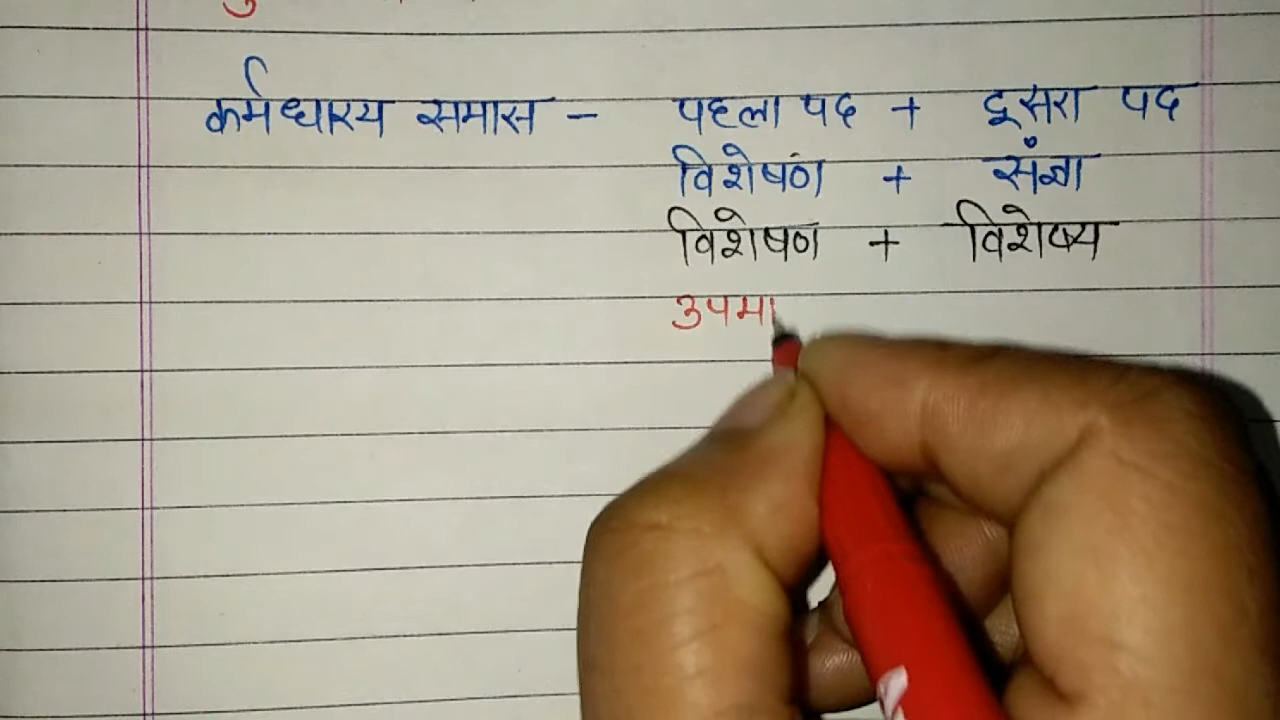 कर्मधारय समास - पहला पद + दूसरा पद
विशेषण + संज्ञा
विशेषण + विशेष्य
उपमा